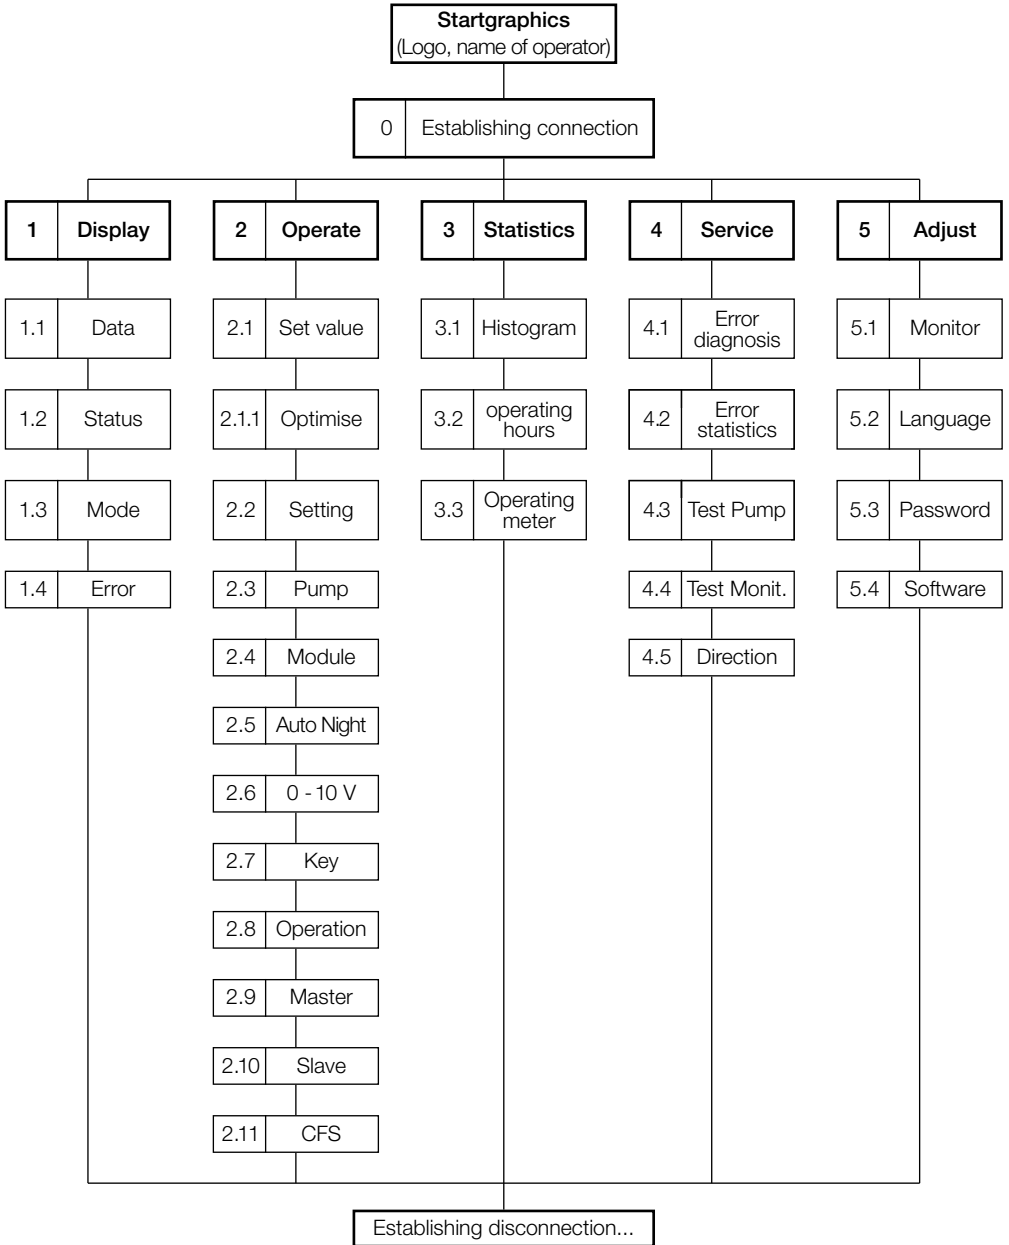 Startgraphics
(Logo, name of operator)
0 Establishing connection
1 Display
2 Operate
3 Statistics
4 Service
5 Adjust
1.1 Data
2.1 Set value
3.1 Histogram
4.1 Error
diagnosis
5.1 Monitor
1.2 Status
2.1.1 Optimise
3.2 operating
hours
4.2 Error
statistics
5.2 Language
1.3 Mode
2.2 Setting
3.3 Operating
meter
4.3 Test Pump
5.3 Password
1.4 Error
2.3 Pump
4.4 Test Monit.
5.4 Software
2.4 Module
4.5 Direction
2.5 Auto Night
2.6 0 - 10 V
2.7 Key
2.8 Operation
2.9 Master
2.10 Slave
2.11 CFS
Establishing disconnection...